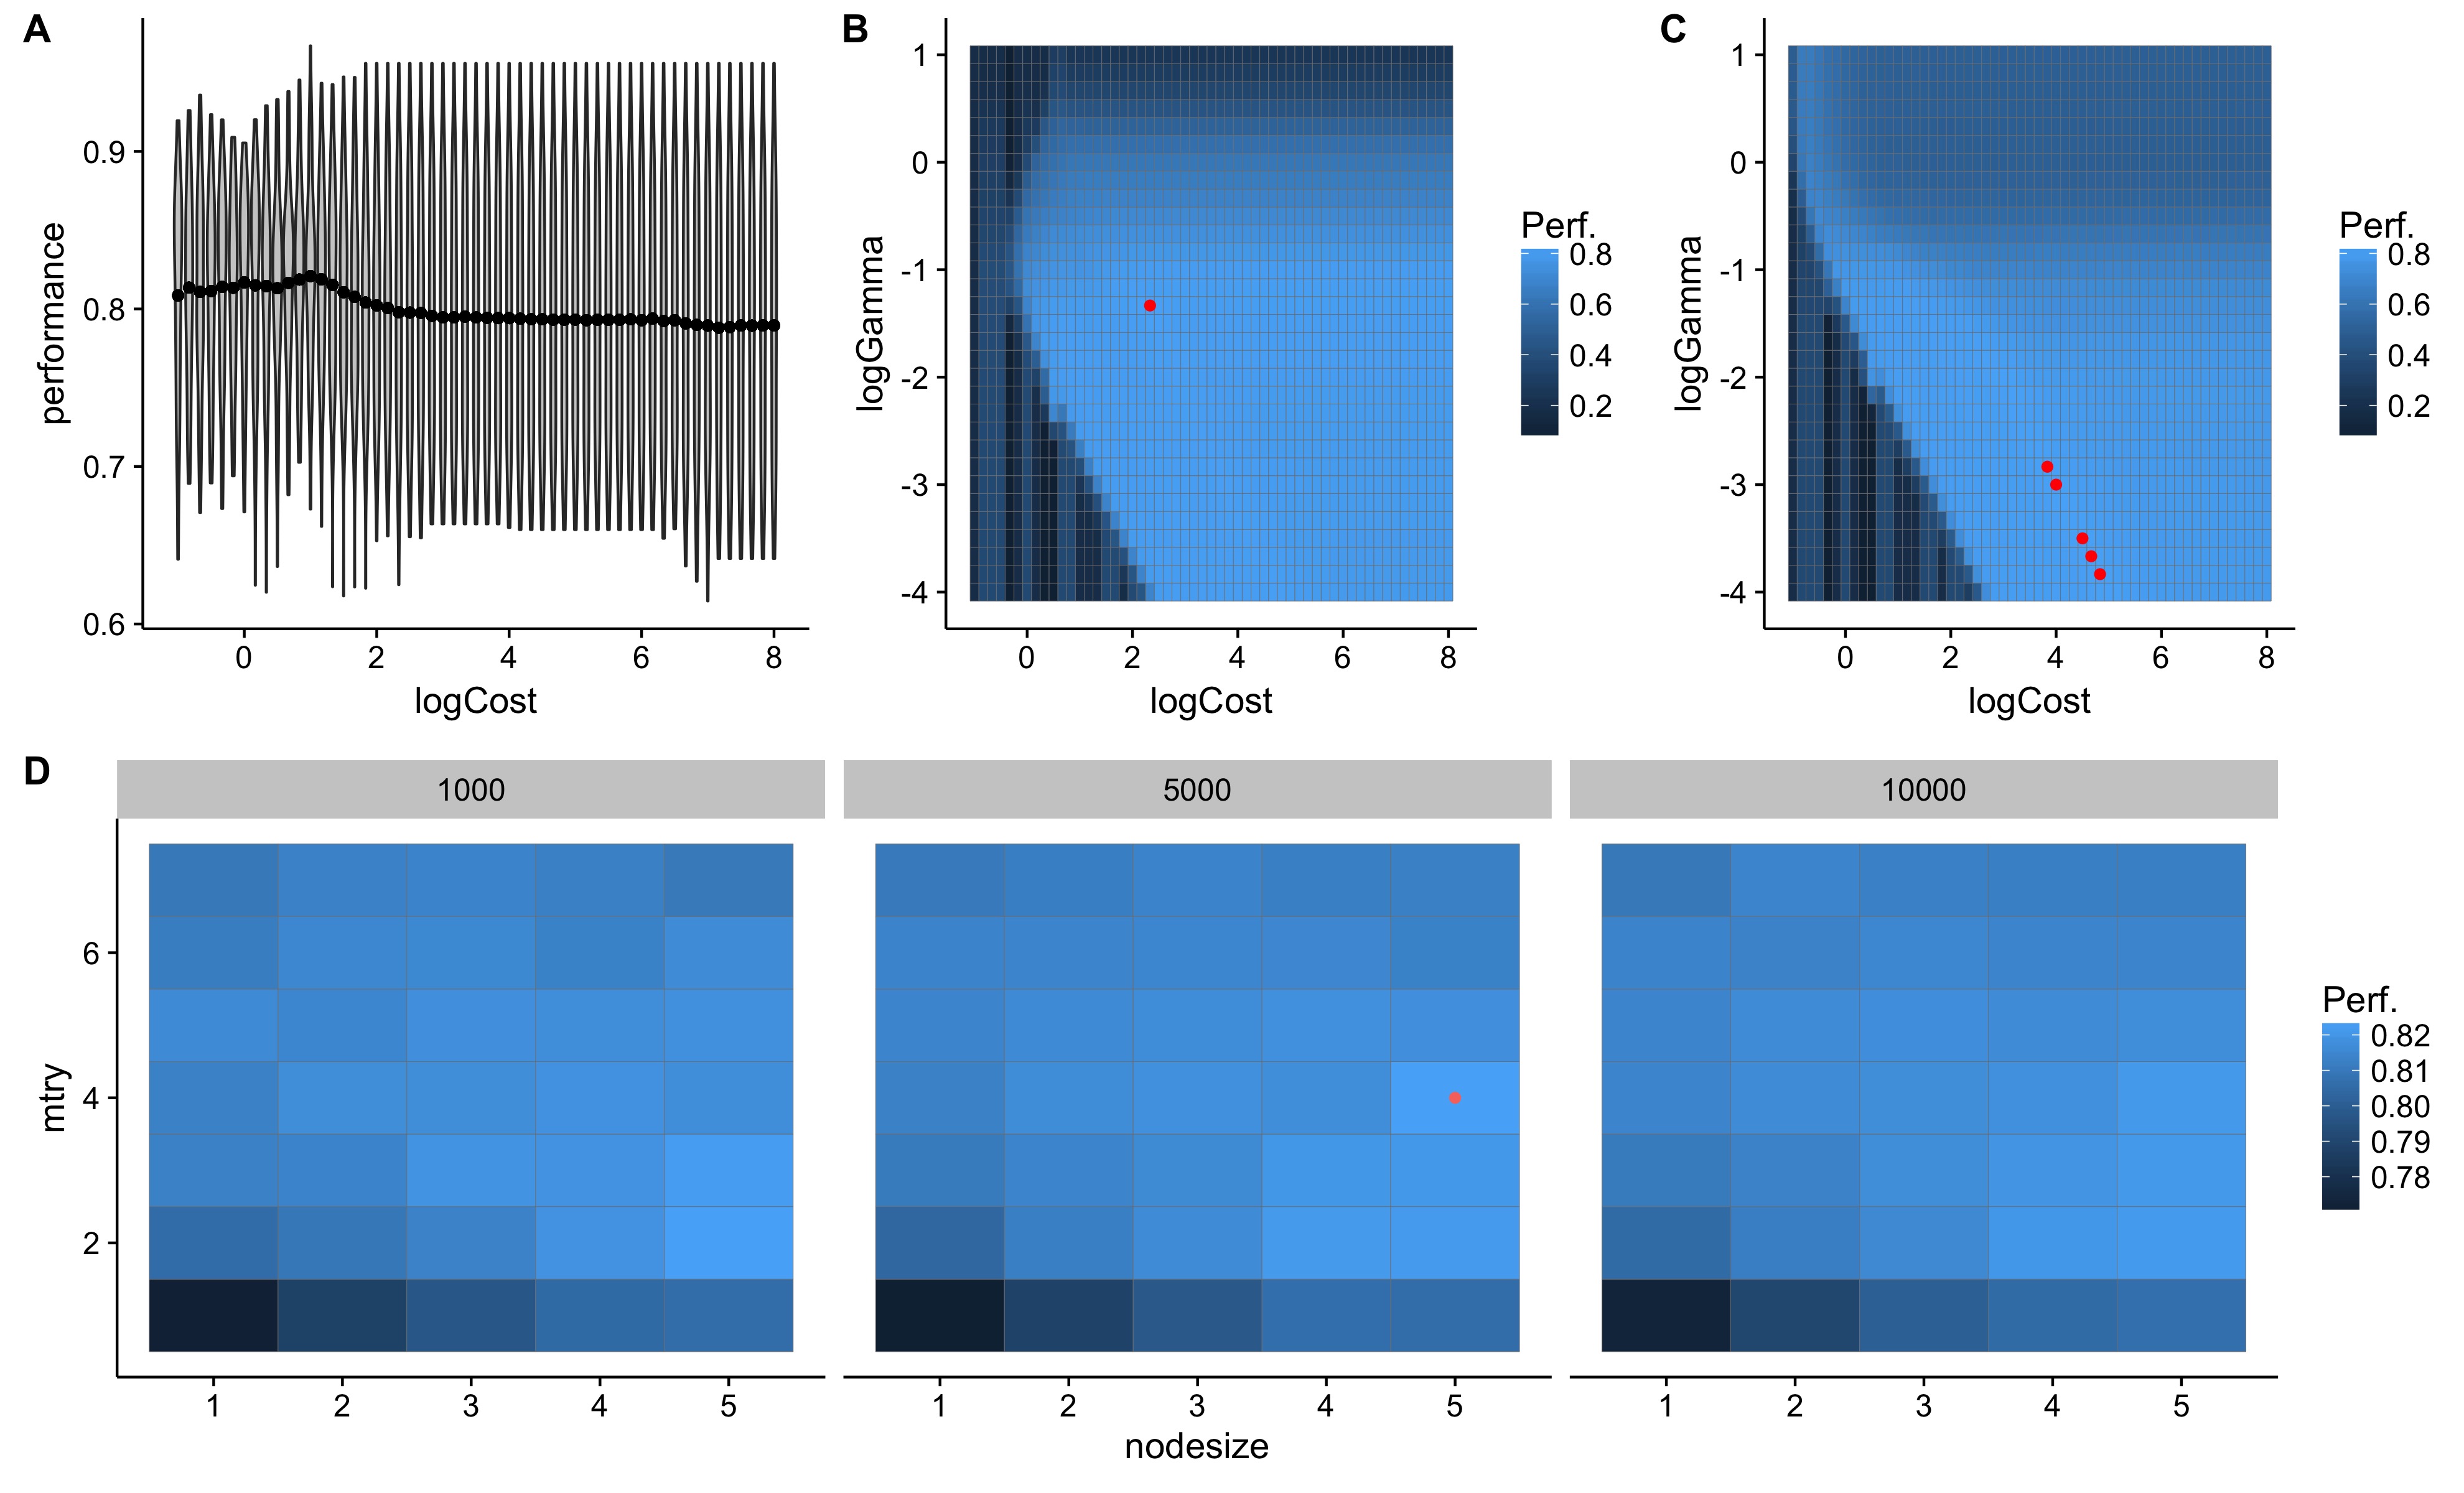 A
performance
0.9
0.8
0.7
0.6
0 2 4 6 8
logCost
B
logGamma
1
0
-1
-2
-3
-4
0 2 4 6 8
logCost
Perf.
0.8
0.6
0.4
0.2
C
logGamma
1
0
-1
-2
-3
-4
0 2 4 6 8
logCost
Perf.
0.8
0.6
0.4
0.2
D
1000 5000 10000
mtry
6
4
2
1 2 3 4 5 1 2 3 4 5 1 2 3 4 5
nodesize
Perf.
0.82
0.81
0.80
0.79
0.78